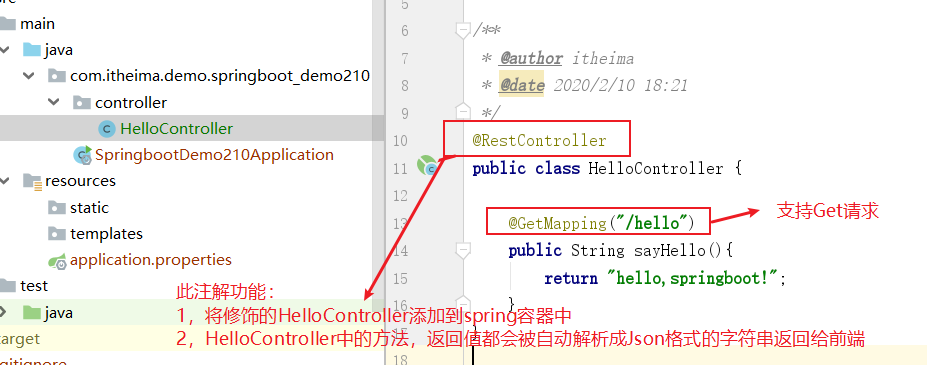 main
java
com.itheima.demo.springboot_demo210
controller
HelloController
SpringbootDemo210Application
resources
static
templates
application.properties
test
java
target
.gitignore
5
6 /**
7 * @author itheima
8 * @date 2020/2/10 18:21
9 */
10 @RestController
11 public class HelloController {
12
13 @GetMapping("/hello")
14 public String sayHello(){
15 return "hello,springboot!";
16 }
18
支持Get请求
此注解功能：
1，将修饰的HelloController添加到spring容器中
2，HelloController中的方法，返回值都会被自动解析成Json格式的字符串返回给前端